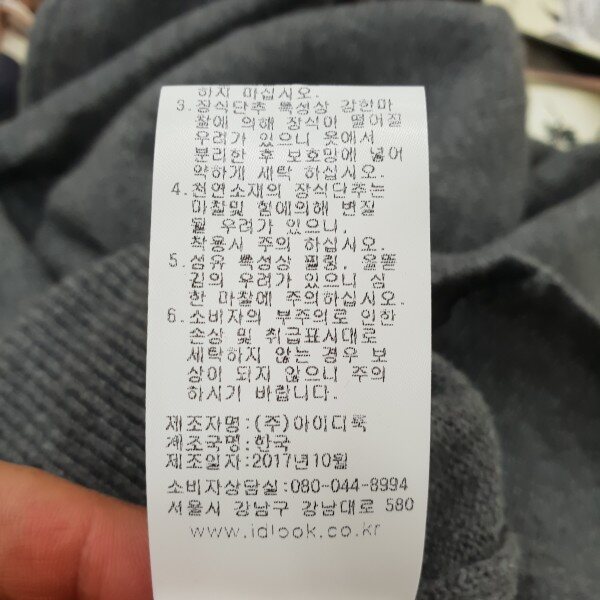 하지 마십시오.
3.장식단추 특성상 강한마
찰에 의해 장식이 떨어질
우려가 있으니 옷에서
분리한 후 보호망에 넣어
약하게 세탁 하십시오.
4.천연소재의 장식단추는
마찰및 힘에의해 변질
될 우려가 있으니,
착용시 주의 하십시오.
5.섬유 특성상 필링, 올뜯
김의 우려가 있으니 심
한 마찰에 주의하십시오.
6.소비자의 부주의로 인한
손상 및 취급표시대로
세탁하지 않는 경우 보
상이 되지 않으니 주의
하시기 바랍니다.
제조자명:(주)아이디룩
제조국명:한국
제조일자:2017년10월
소비자상담실:080-044-8994
서울시 강남구 강남대로 580
www.idlook.co.kr